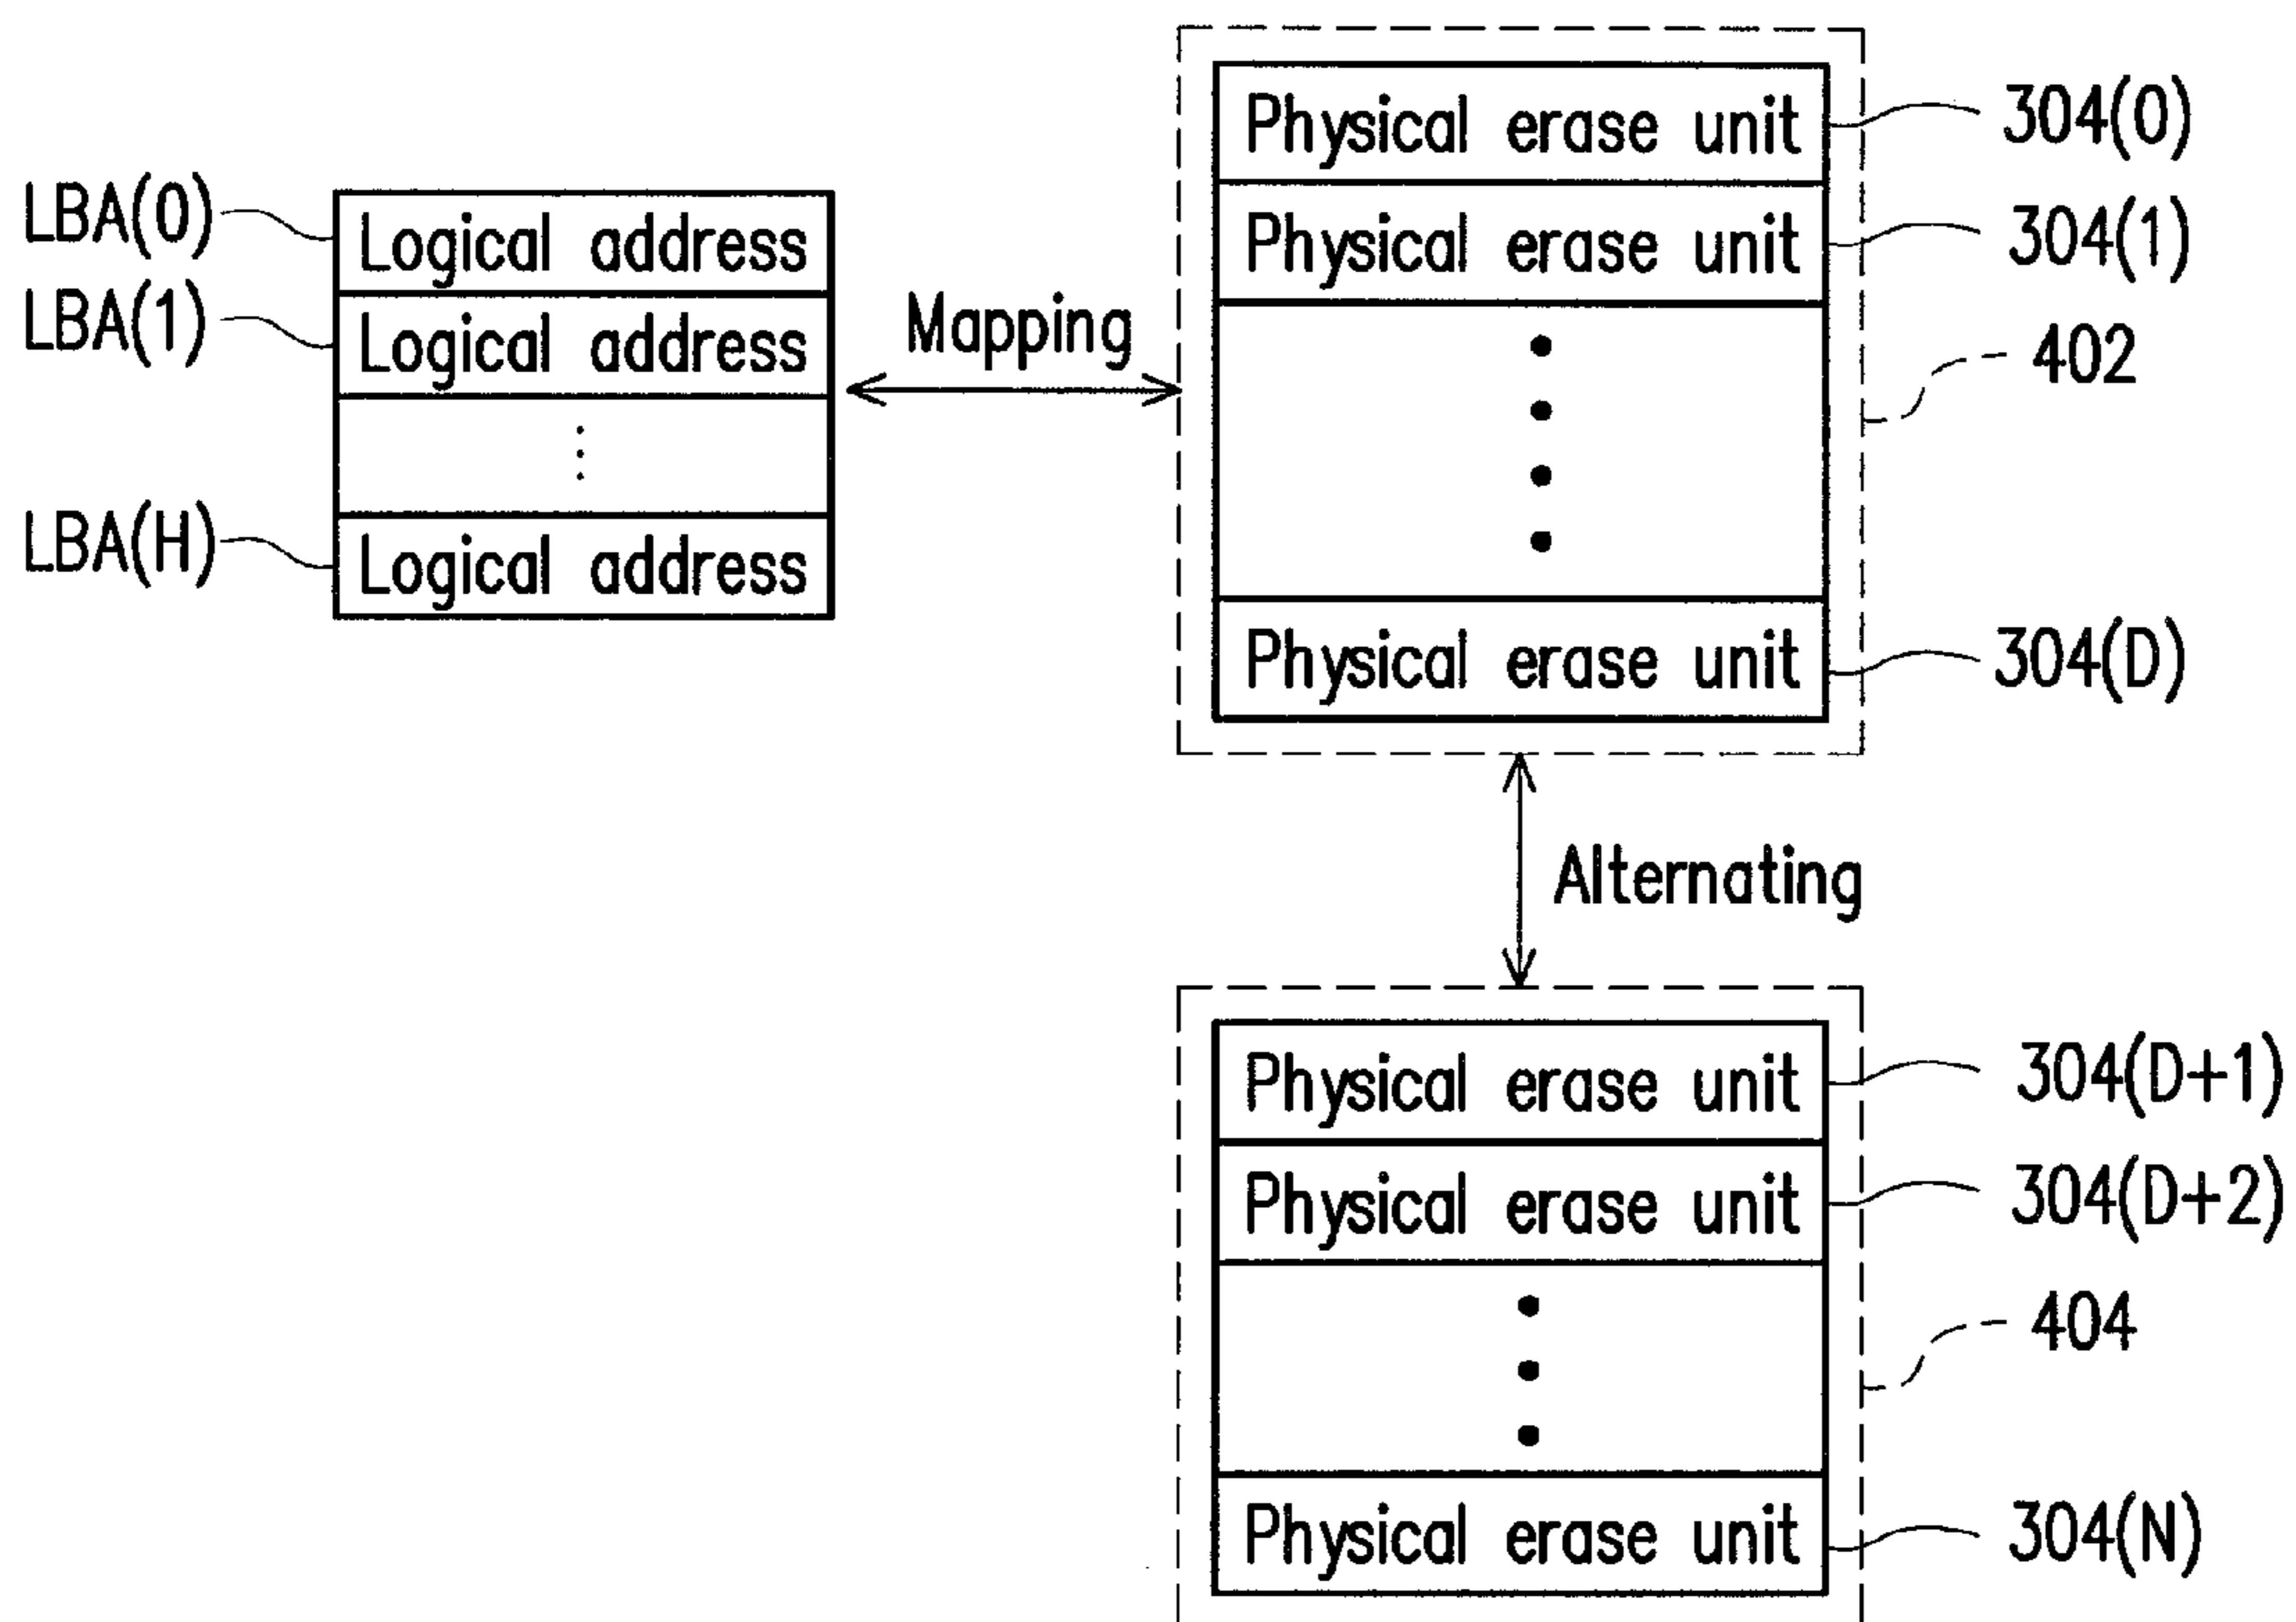 LBA(0)
Logical address
LBA(1)
Logical address
LBA(H)
Logical address
Mapping
Physical erase unit
304(0)
Physical erase unit
304(1)
402
Physical erase unit
304(D)
Alternating
Physical erase unit
304(D+1)
Physical erase unit
304(D+2)
404
Physical erase unit
304(N)